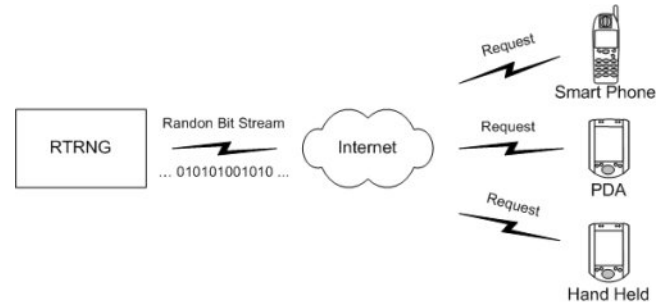 RTRNG
Randon Bit Stream
... 010101001010 ...
Internet
Request
Smart Phone
Request
PDA
Request
Hand Held